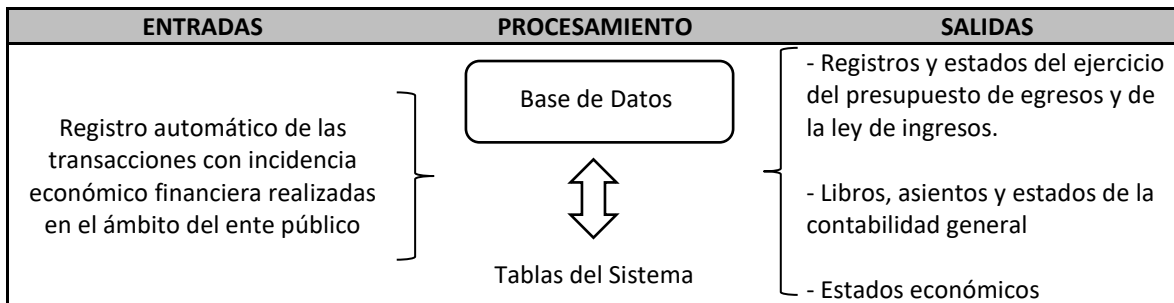 ENTRADAS
PROCESAMIENTO
SALIDAS
Registro automático de las
transacciones con incidencia
económico financiera realizadas
en el ámbito del ente público
Base de Datos
Tablas del Sistema
- Registros y estados del ejercicio
del presupuesto de egresos y de
la ley de ingresos.
- Libros, asientos y estados de la
contabilidad general
- Estados económicos